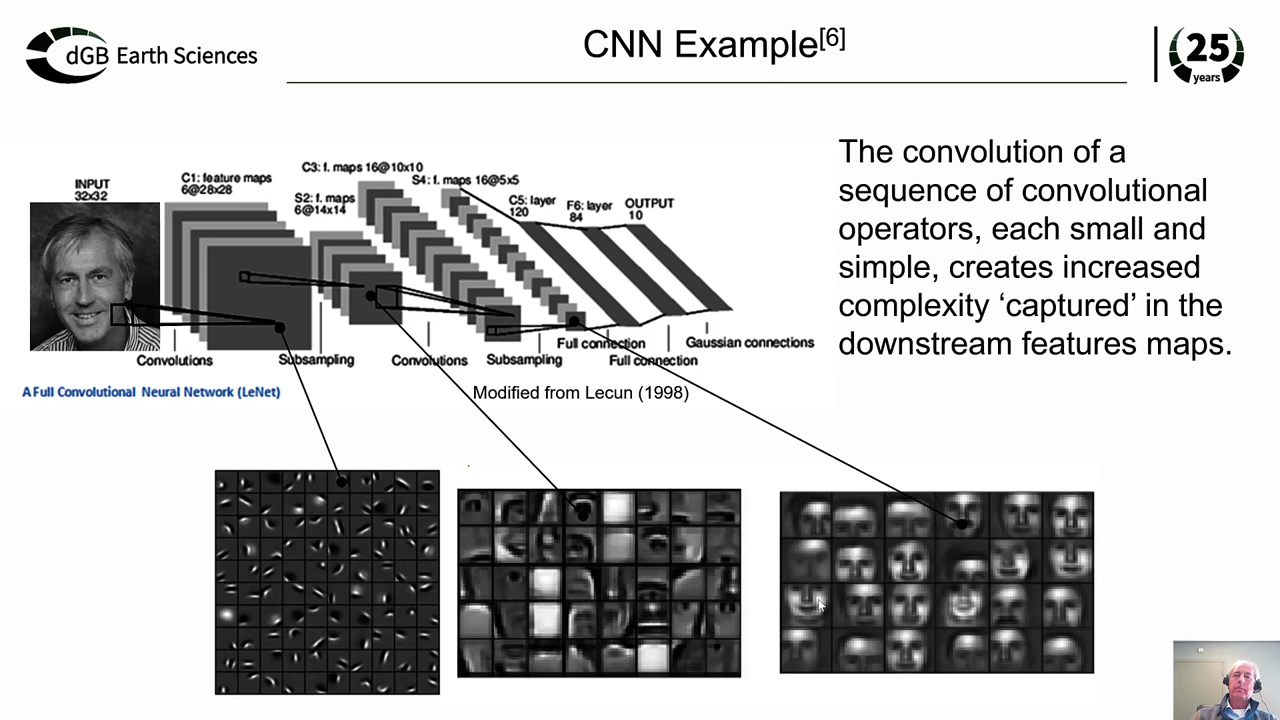 dGB Earth Sciences
CNN Example[6]
25
years
INPUT
32x32
C1: feature maps
6@28x28
S2: f. maps
6@14x14
C3: f. maps 16@10x10
S4: f. maps 16@5x5
C5: layer
120
F6: layer
84
OUTPUT
10
Convolutions
Subsampling
Convolutions
Subsampling
Full connection
Full connection
Gaussian connections
A Full Convolutional Neural Network (LeNet)
Modified from Lecun (1998)
The convolution of a
sequence of convolutional
operators, each small and
simple, creates increased
complexity ‘captured’ in the
downstream features maps.